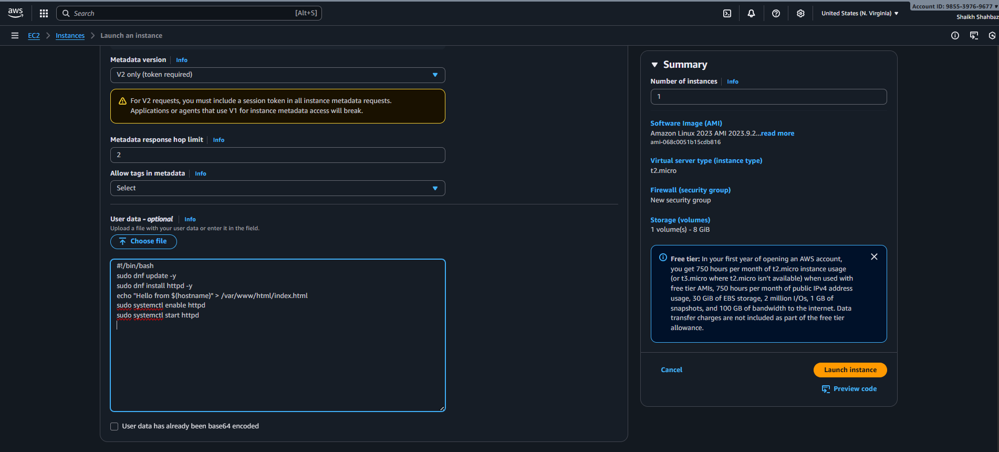 aws
Search
[Alt+S]
United States (N. Virginia)
Account ID: 9855-3976-9677
Shaikh Shahbaz
EC2
Instances
Launch an instance
Metadata version
Info
V2 only (token required)
For V2 requests, you must include a session token in all instance metadata requests.
Applications or agents that use V1 for instance metadata access will break.
Metadata response hop limit
Info
2
Allow tags in metadata
Info
Select
User data - optional
Info
Upload a file with your user data or enter it in the field.
Choose file
#!/bin/bash
sudo dnf update -y
sudo dnf install httpd -y
echo "Hello from $(hostname)" > /var/www/html/index.html
sudo systemctl enable httpd
sudo systemctl start httpd
User data has already been base64 encoded
Summary
Number of instances
Info
1
Software Image (AMI)
Amazon Linux 2023 AMI 2023.9.2...read more
ami-068c0051b15cdb816
Virtual server type (instance type)
t2.micro
Firewall (security group)
New security group
Storage (volumes)
1 volume(s) - 8 GiB
Free tier: In your first year of opening an AWS account,
you get 750 hours per month of t2.micro instance usage
(or t3.micro where t2.micro isn't available) when used with
free tier AMIs, 750 hours per month of public IPv4 address
usage, 30 GiB of EBS storage, 2 million I/Os, 1 GB of
snapshots, and 100 GB of bandwidth to the internet. Data
transfer charges are not included as part of the free tier
allowance.
Cancel
Launch instance
Preview code